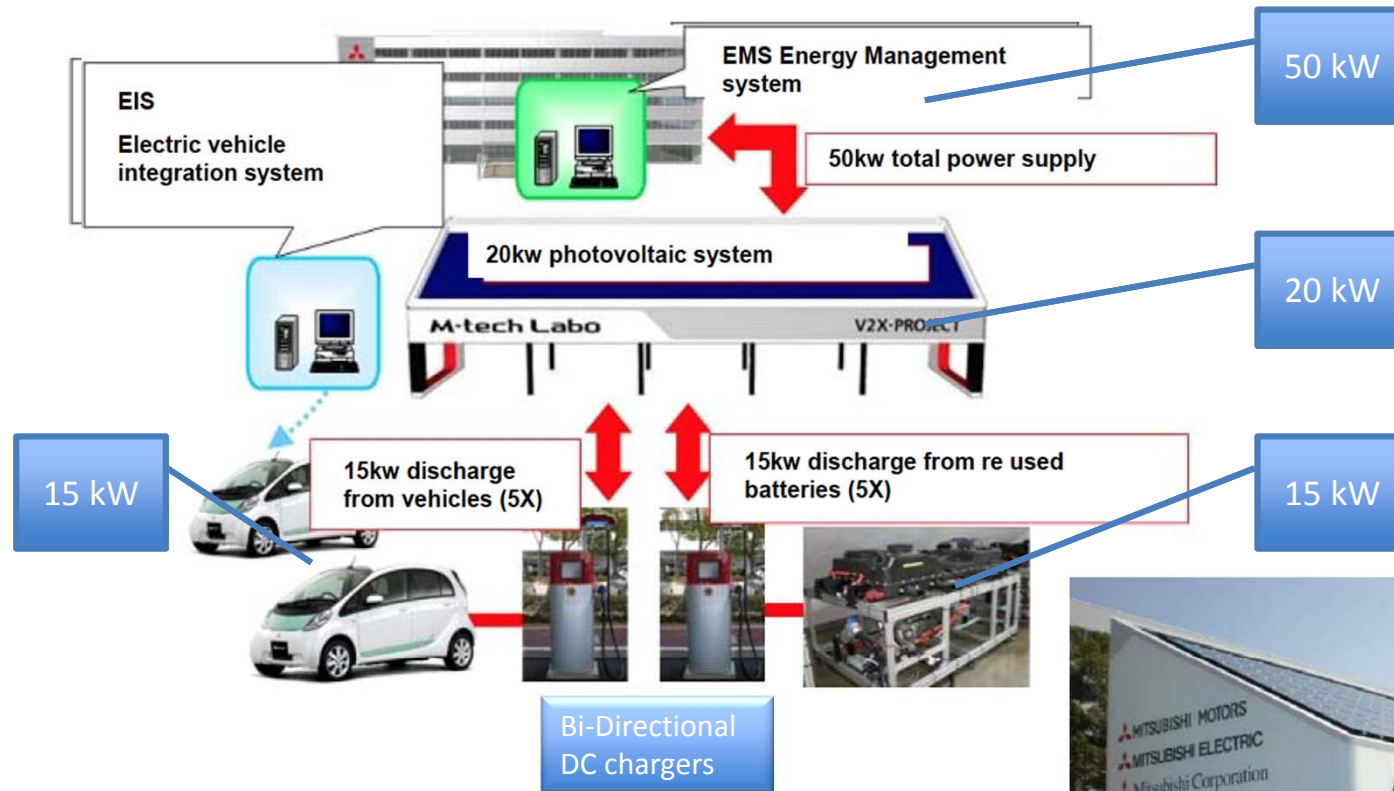 EMS Energy Management
system
50 kW
EIS
Electric vehicle
integration system
50kw total power supply
20kw photovoltaic system
20 kW
M-tech Labo
V2X-PROJECT
15 kW
15kw discharge
from vehicles (5X)
15kw discharge from re used
batteries (5X)
15 kW
Bi-Directional
DC chargers
MITSUBISHI MOTORS
MITSUBISHI ELECTRIC
Mitsubishi Corporation